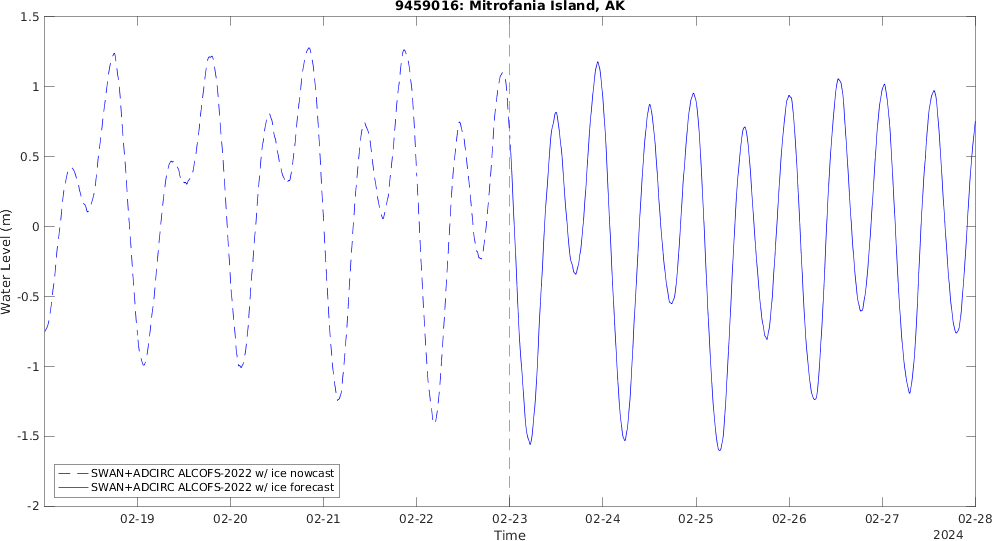 9459016: Mitrofania Island, AK
1.5
1
0.5
0
-0.5
-1
-1.5
-2
Water Level (m)
SWAN+ADCIRC ALCOFS-2022 w/ ice nowcast
SWAN+ADCIRC ALCOFS-2022 w/ ice forecast
02-19 02-20 02-21 02-22 02-23 02-24 02-25 02-26 02-27 02-28
Time
2024